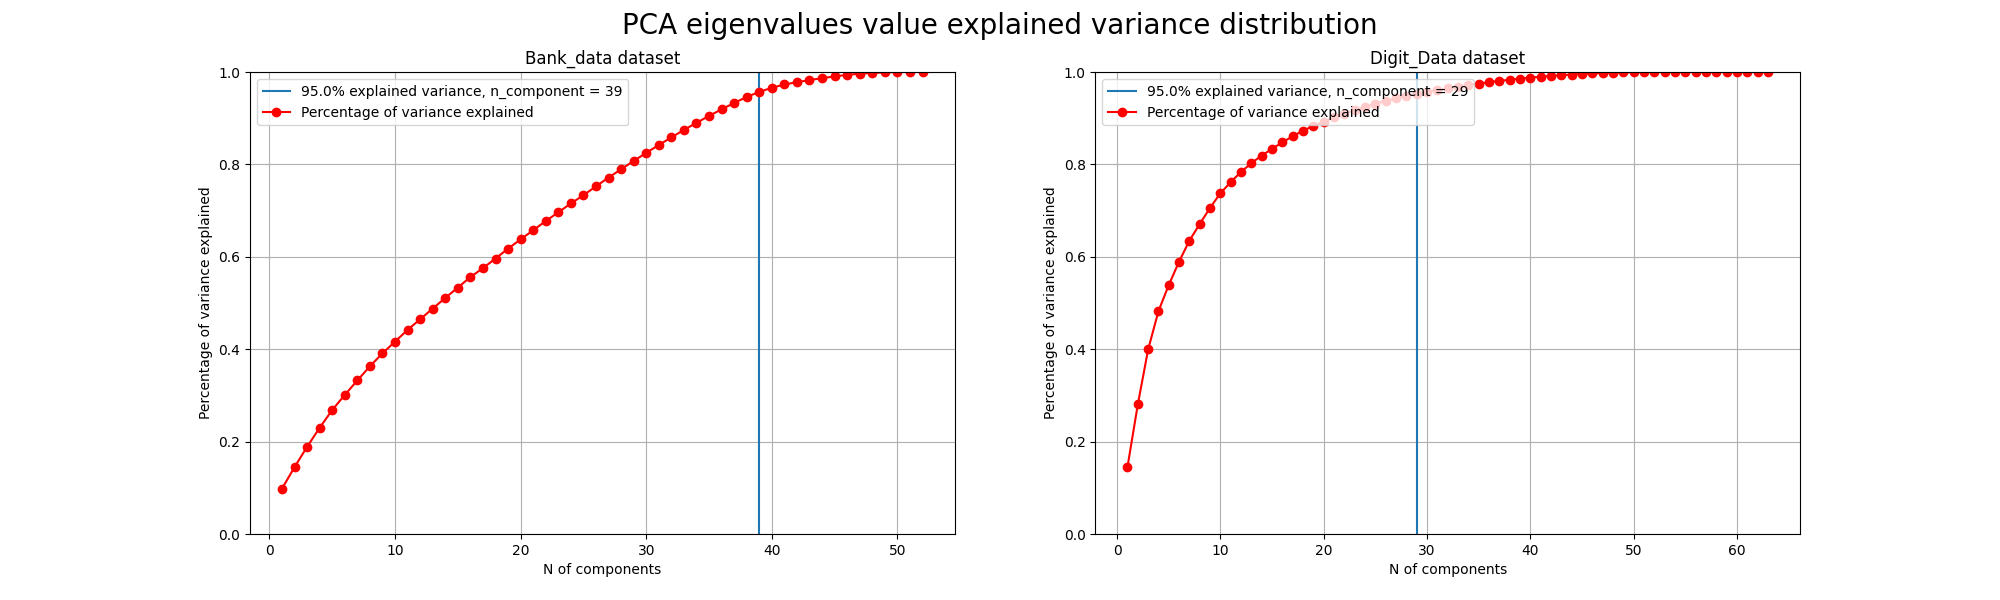 PCA eigenvalues value explained variance distribution
Bank_data dataset
95.0% explained variance, n_component = 39
Percentage of variance explained
Percentage of variance explained
1.0
0.8
0.6
0.4
0.2
0.0
0 10 20 30 40 50
N of components
Digit_Data dataset
95.0% explained variance, n_component = 29
Percentage of variance explained
Percentage of variance explained
1.0
0.8
0.6
0.4
0.2
0.0
0 10 20 30 40 50 60
N of components